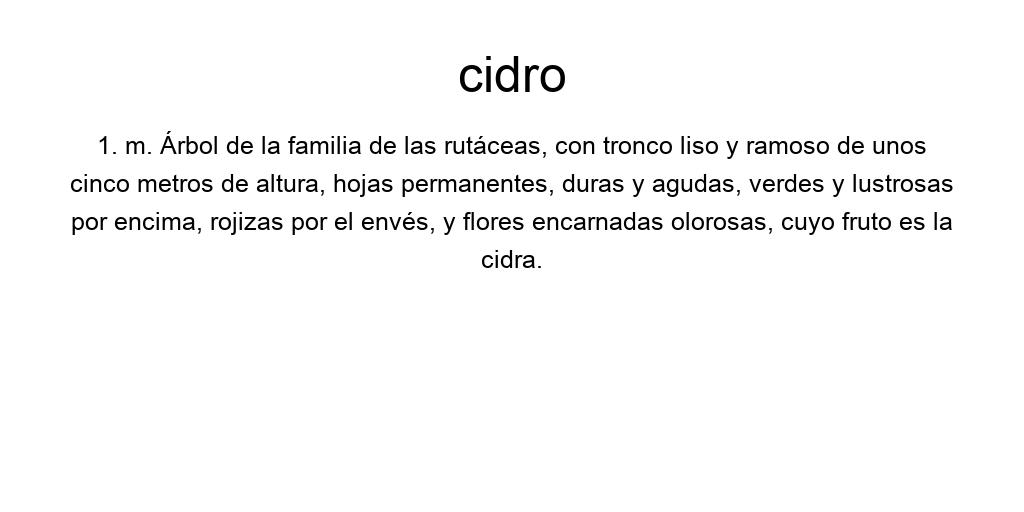 cidro
1. m. Árbol de la familia de las rutáceas, con tronco liso y ramoso de unos
cinco metros de altura, hojas permanentes, duras y agudas, verdes y lustrosas
por encima, rojizas por el envés, y flores encarnadas olorosas, cuyo fruto es la
cidra.